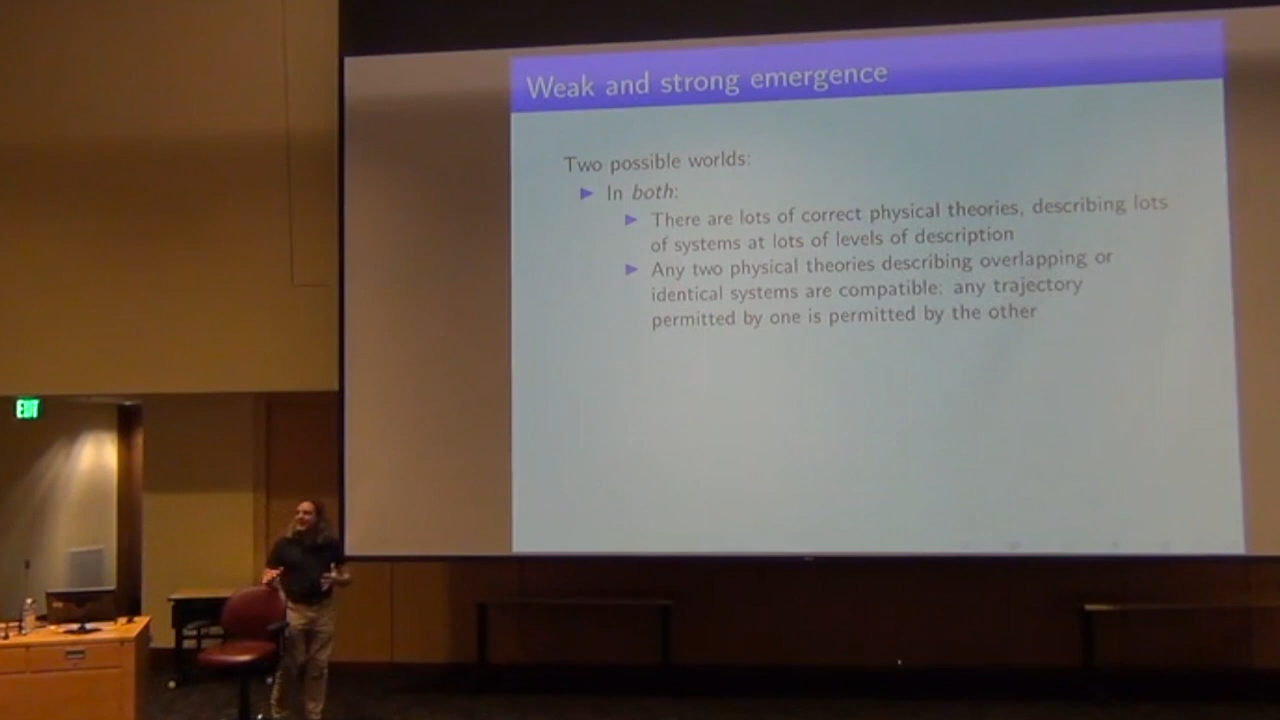 Weak and strong emergence
Two possible worlds:
In both:
There are lots of correct physical theories, describing lots
of systems at lots of levels of description
Any two physical theories describing overlapping or
identical systems are compatible: any trajectory
permitted by one is permitted by the other
EXIT